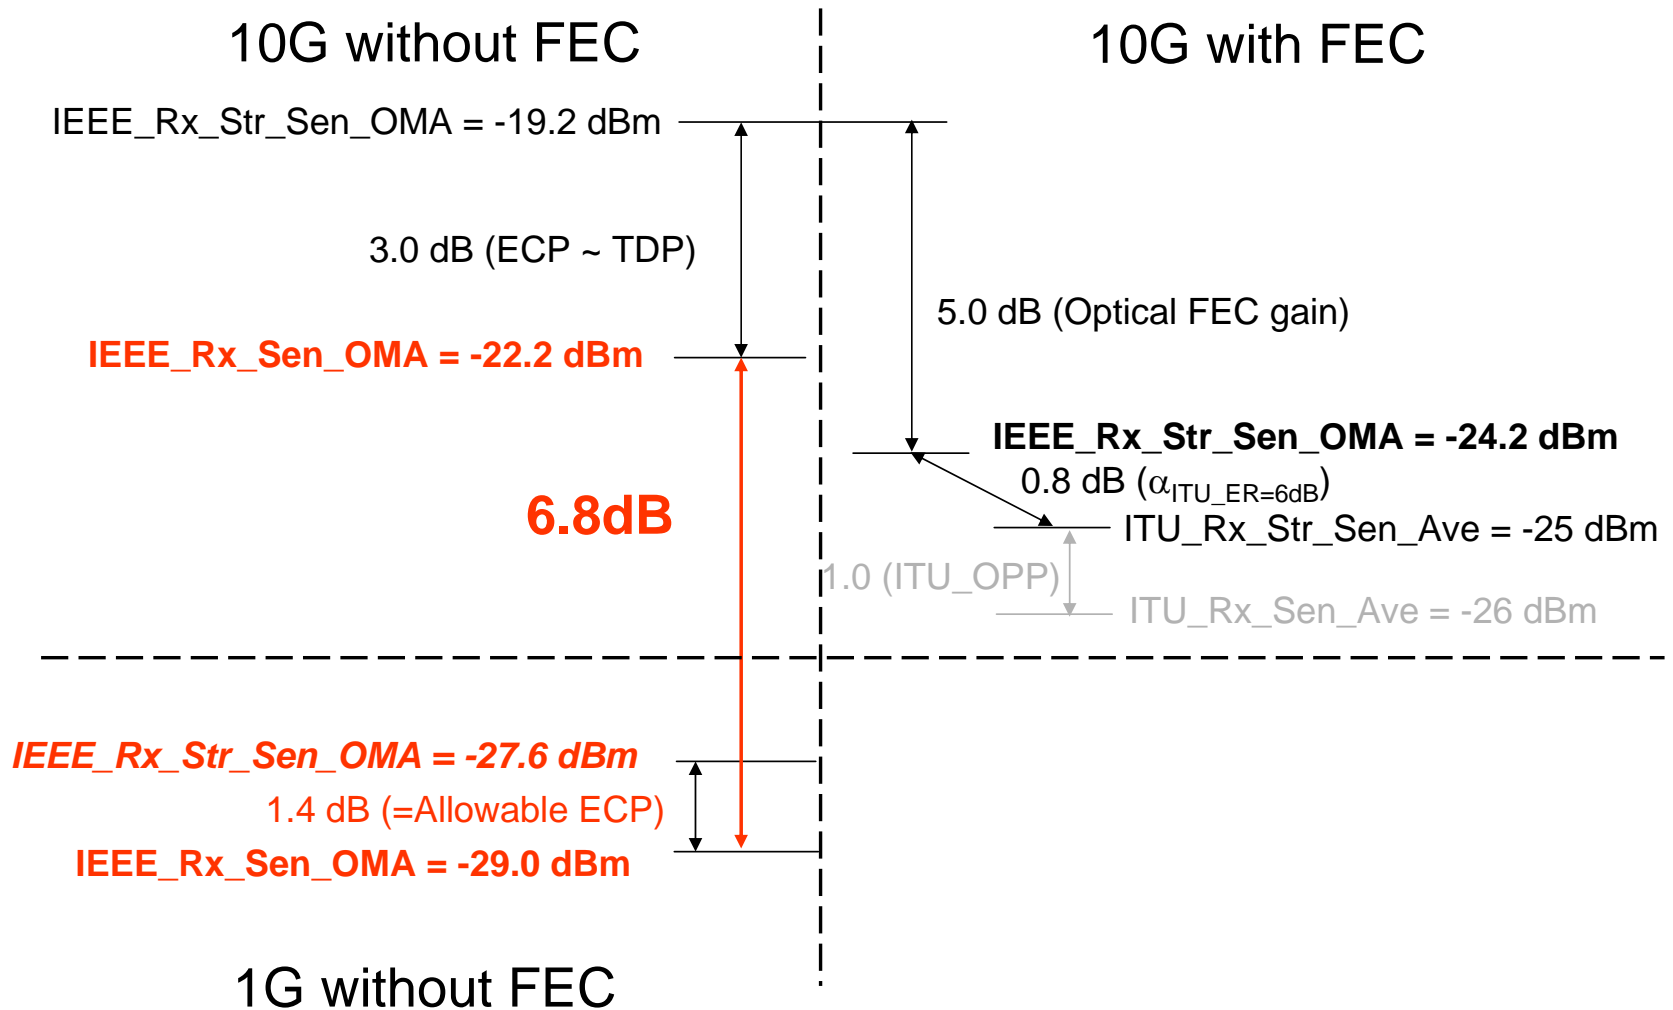 10G without FEC
10G with FEC
IEEE_Rx_Str_Sen_OMA = -19.2 dBm
3.0 dB (ECP ~ TDP)
5.0 dB (Optical FEC gain)
IEEE_Rx_Sen_OMA = -22.2 dBm
IEEE_Rx_Str_Sen_OMA = -24.2 dBm
0.8 dB (αITU_ER=6dB)
6.8dB
ITU_Rx_Str_Sen_Ave = -25 dBm
1.0 (ITU_OPP)
ITU_Rx_Sen_Ave = -26 dBm
IEEE_Rx_Str_Sen_OMA = -27.6 dBm
1.4 dB (=Allowable ECP)
IEEE_Rx_Sen_OMA = -29.0 dBm
1G without FEC